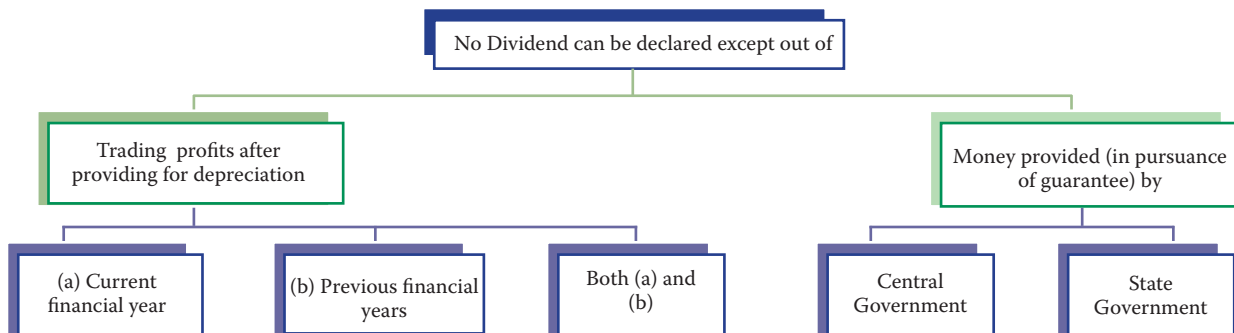 No Dividend can be declared except out of
Trading profits after
providing for depreciation
Money provided (in pursuance
of guarantee) by
(a) Current
financial year
(b) Previous financial
years
Both (a) and
(b)
Central
Government
State
Government